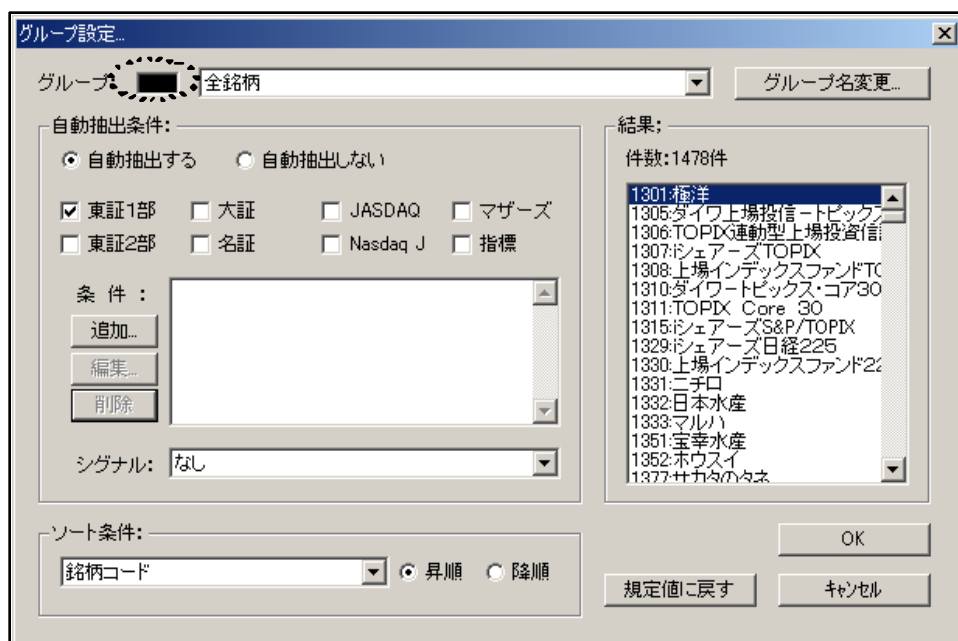 グループ設定...
グループ:
全銘柄
グループ名変更...
自動抽出条件:
自動抽出する 自動抽出しない
東証1部 大証 JASDAQ マザーズ
東証2部 名証 Nasdaq J 指標
条 件 :
追加...
編集...
削除
シグナル: なし
ソート条件:
銘柄コード 昇順 降順
結果;
件数:1478件
1301:極洋
1305:ダイワ上場投信-トピックス
1306:TOPIX連動型上場投資信
1307:iシェアーズTOPIX
1308:上場インデックスファンドTO
1310:ダイワートピックス・コア30
1311:TOPIX Core 30
1315:iシェアーズS&P/TOPIX
1329:iシェアーズ日経225
1330:上場インデックスファンド22
1331:ニチロ
1332:日本水産
1333:マルハ
1351:宝幸水産
1352:ホウスイ
1377:サカタのタネ
OK
規定値に戻す キャンセル